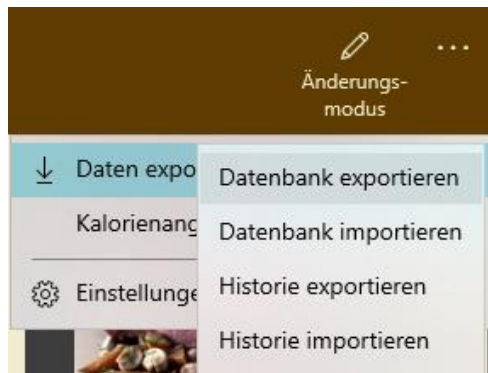 Änderungs-
modus
Daten expo
Datenbank exportieren
Kalorienang
Datenbank importieren
Einstellunge
Historie exportieren
Historie importieren